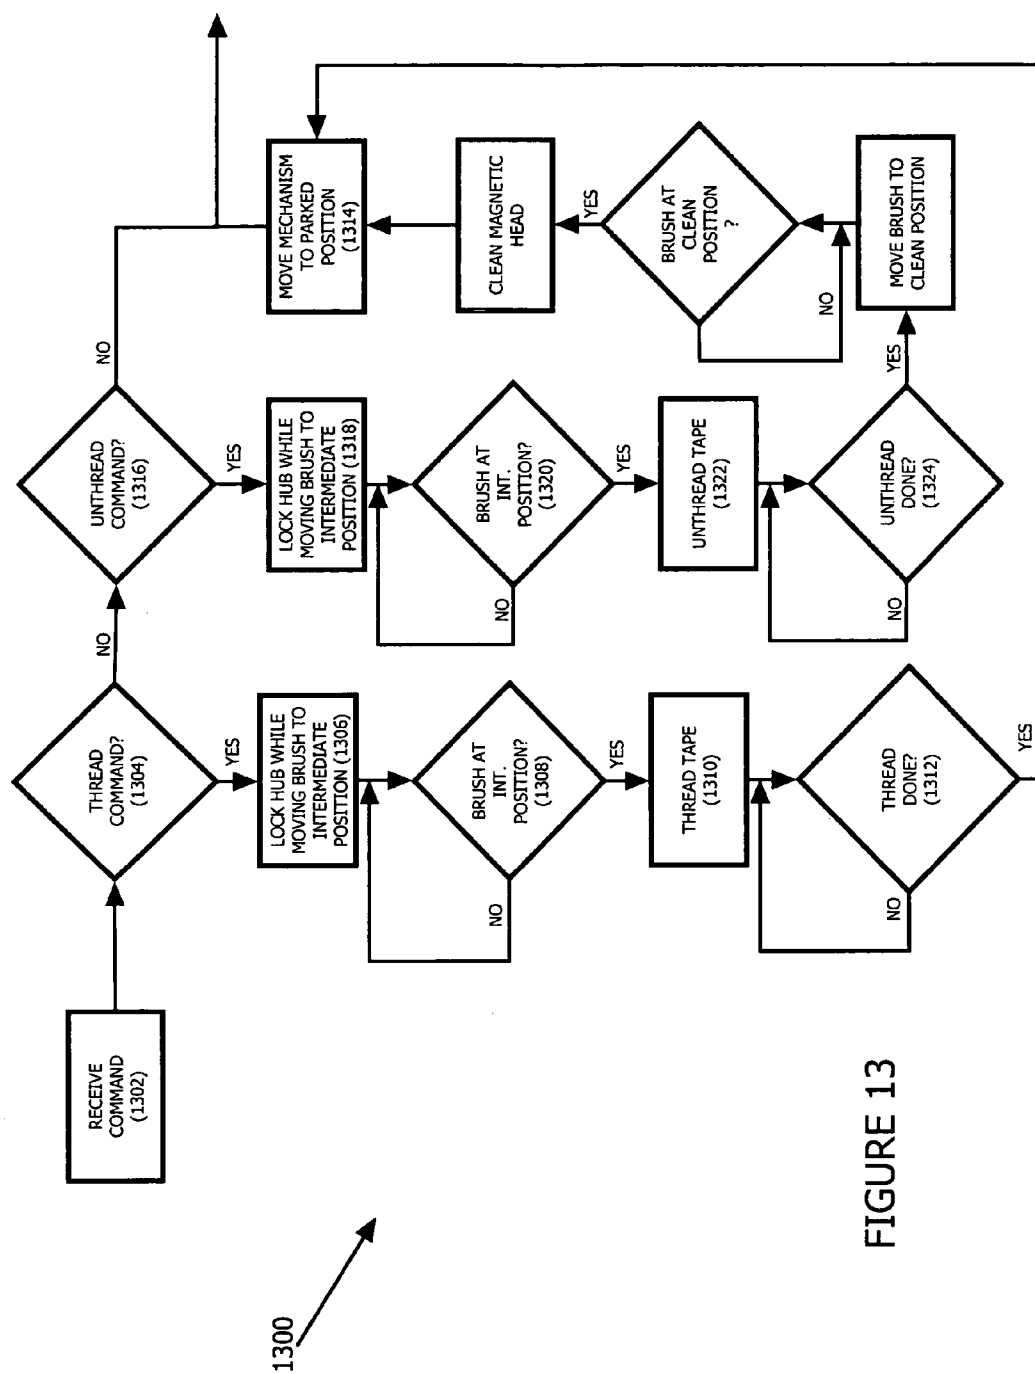 RECEIVE
COMMAND
(1302)
THREAD
COMMAND?
(1304)
NO
YES
LOCK HUB WHILE
MOVING BRUSH TO
INTERMEDIATE
POSITION (1306)
BRUSH AT
INT.
POSITION?
(1308)
NO
YES
THREAD TAPE
(1310)
THREAD
DONE?
(1312)
NO
YES
UNTHREAD
COMMAND?
(1316)
NO
YES
LOCK HUB WHILE
MOVING BRUSH TO
INTERMEDIATE
POSITION (1318)
BRUSH AT
INT.
POSITION?
(1320)
NO
YES
UNTHREAD TAPE
(1322)
UNTHREAD
DONE?
(1324)
NO
YES
MOVE BRUSH TO
CLEAN POSITION
BRUSH AT
CLEAN
POSITION
?
NO
YES
CLEAN MAGNETIC
HEAD
MOVE MECHANISM
TO PARKED
POSITION
(1314)
1300
FIGURE 13